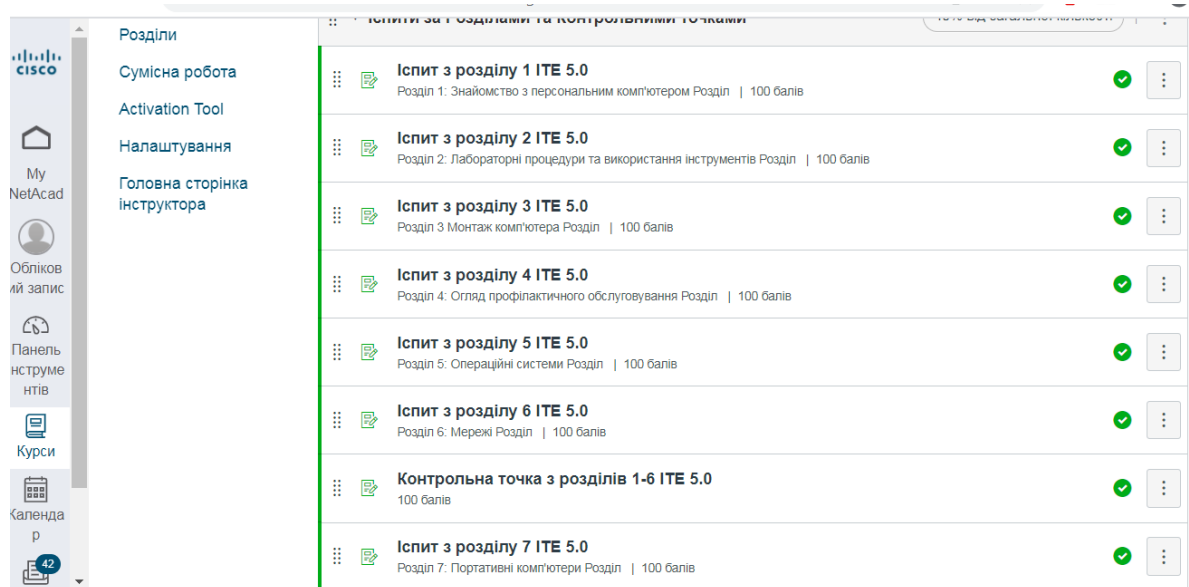 Іспити за Розділами та Контрольними точками
Розділи
Сумісна робота
Activation Tool
Налаштування
Головна сторінка
інструктора
CISCO
My
NetAcad
Обліков
ий запис
Панель
нструме
нтів
Курси
Календа
р
42
Іспит з розділу 1 ITE 5.0
Розділ 1: Знайомство з персональним комп'ютером Розділ | 100 балів
Іспит з розділу 2 ITE 5.0
Розділ 2: Лабораторні процедури та використання інструментів Розділ | 100 балів
Іспит з розділу 3 ITE 5.0
Розділ 3 Монтаж комп'ютера Розділ | 100 балів
Іспит з розділу 4 ITE 5.0
Розділ 4: Огляд профілактичного обслуговування Розділ | 100 балів
Іспит з розділу 5 ITE 5.0
Розділ 5: Операційні системи Розділ | 100 балів
Іспит з розділу 6 ITE 5.0
Розділ 6: Мережі Розділ | 100 балів
Контрольна точка з розділів 1-6 ITE 5.0
100 балів
Іспит з розділу 7 ITE 5.0
Розділ 7: Портативні комп'ютери Розділ | 100 балів